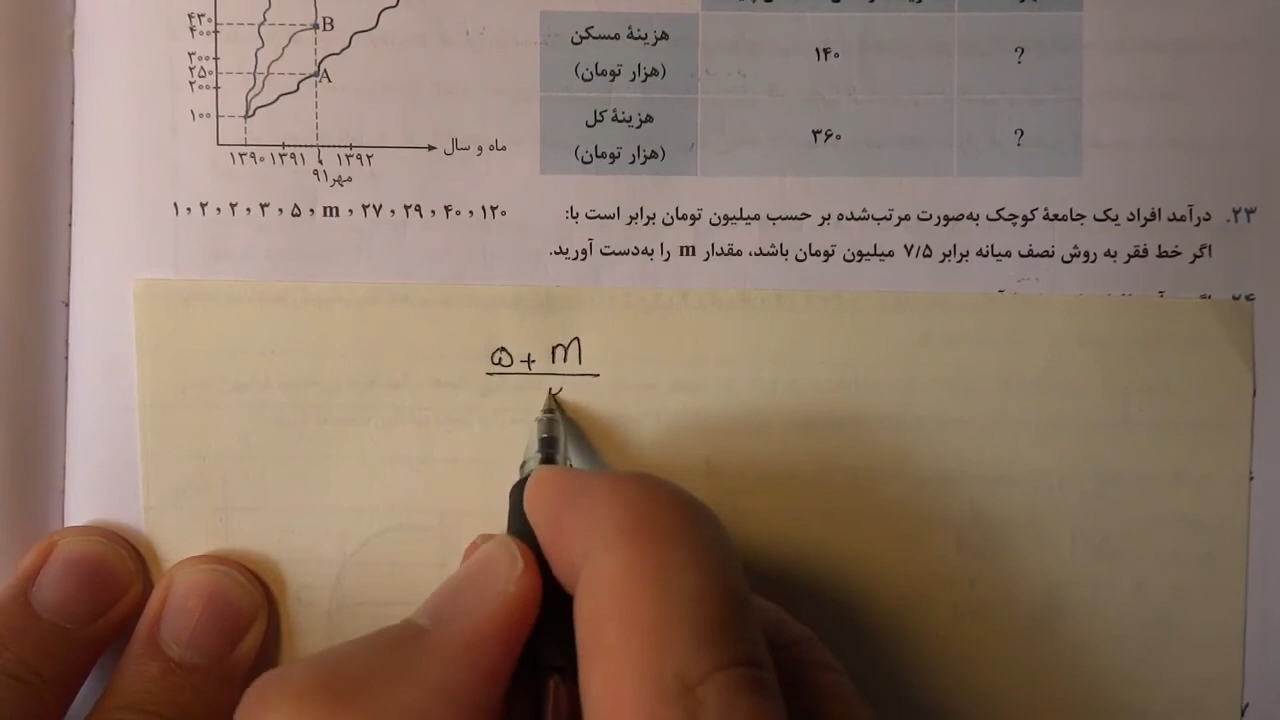 ۴۳۰
۴۰۰
۳۰۰
۲۵۰
۲۰۰
۱۰۰
B
A
۱۳۹۰ ۱۳۹۱ ۱۳۹۲
مهر ۹۱
ماه و سال
هزینهٔ مسکن (هزار تومان) ۱۴۰ ?
هزینهٔ کل (هزار تومان) ۳۶۰ ?
۲۳. درآمد افراد یک جامعهٔ کوچک به‌صورت مرتب‌شده بر حسب میلیون تومان برابر است با: ۱ , ۲ , ۲ , ۳ , ۵ , m , ۲۷ , ۲۹ , ۴۰ , ۱۲۰
اگر خط فقر به روش نصف میانه برابر ۷/۵ میلیون تومان باشد، مقدار m را به‌دست آورید.
۵ + m